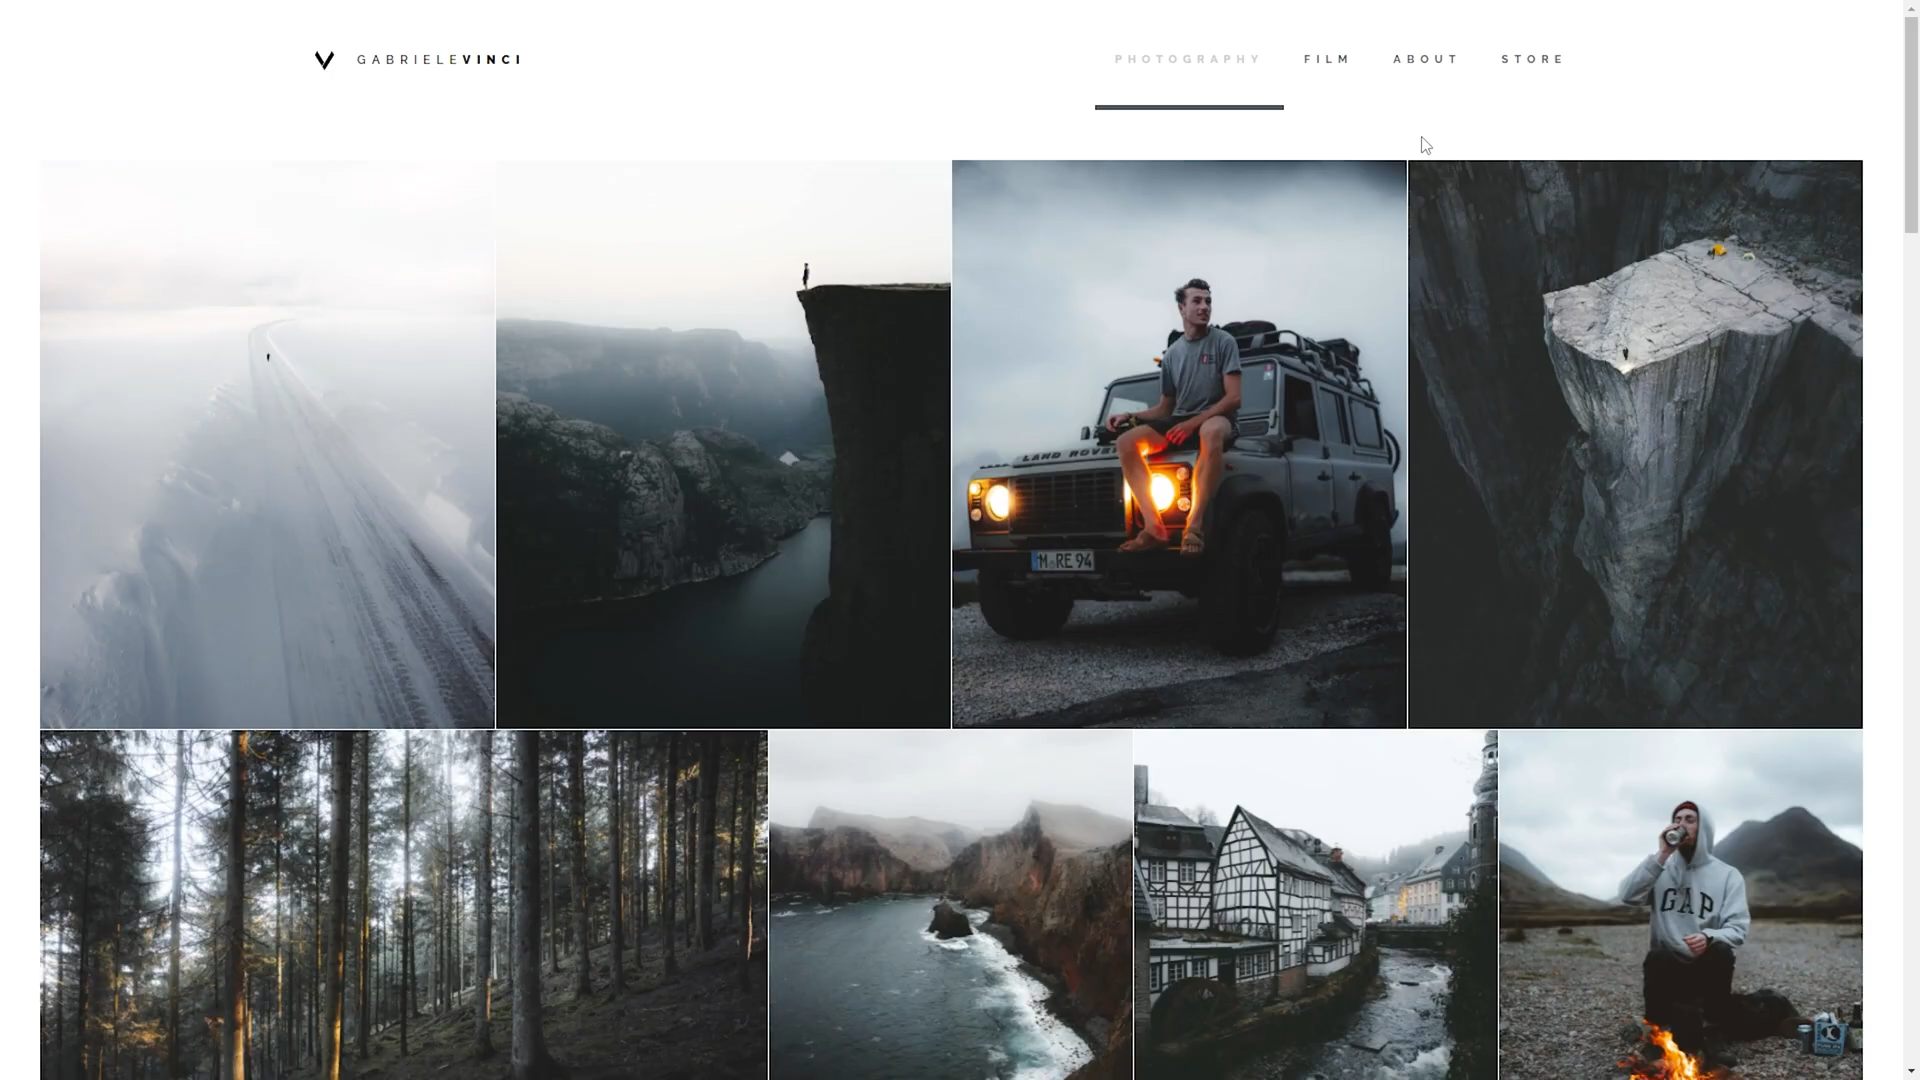 GABRIELEVINCI
PHOTOGRAPHY FILM ABOUT STORE
LAND ROVER
M RE 94
GAP